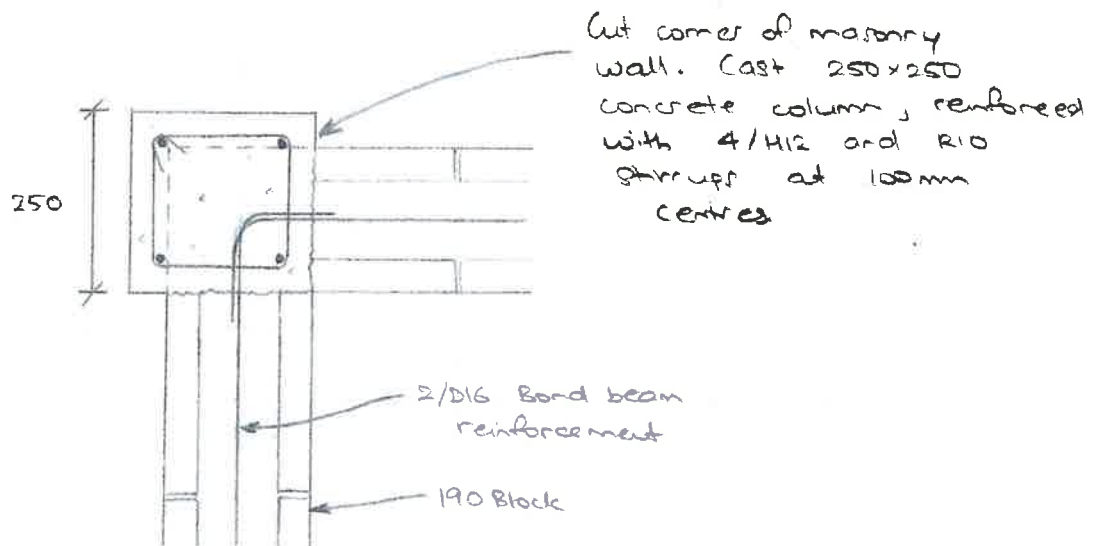 Cut corner of masonry
wall. Cast 250x250
concrete column, reinforced
with 4/H12 and R10
stirrups at 100mm
centres
250
2/D16 Bond beam
reinforcement
190 Block